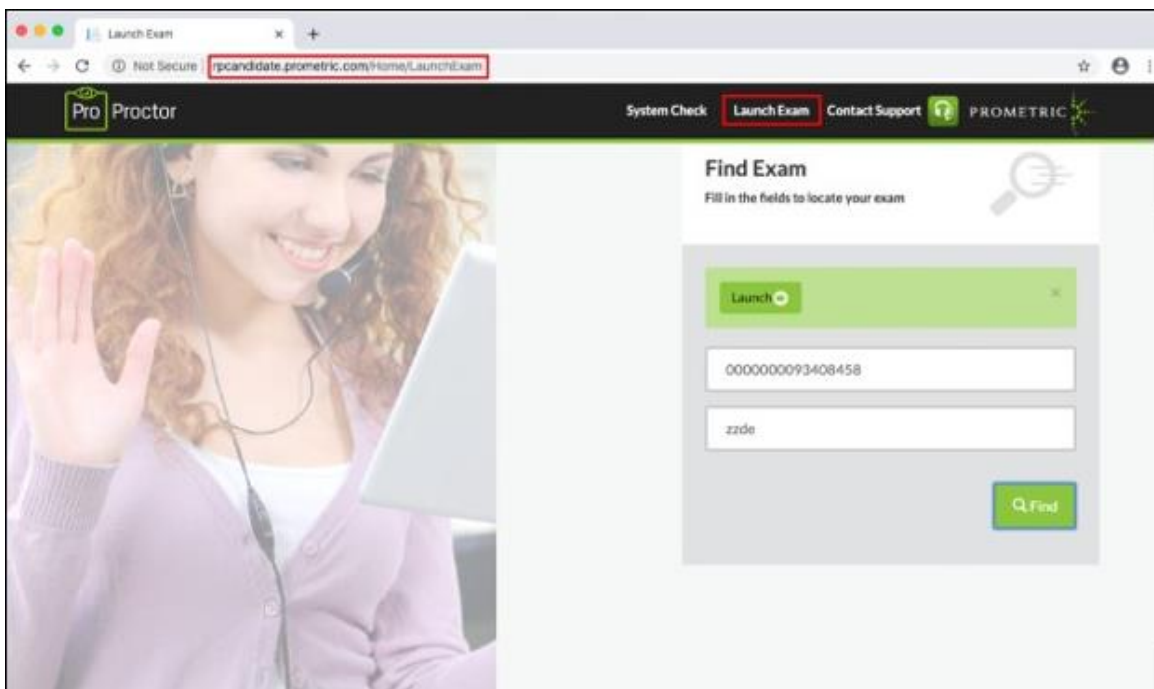 Launch Exam
Not Secure rpcandidate.prometric.com/Home/LaunchExam
Pro Proctor
System Check Launch Exam Contact Support PROMETRIC
Find Exam
Fill in the fields to locate your exam
Launch
0000000093408458
zzde
Find